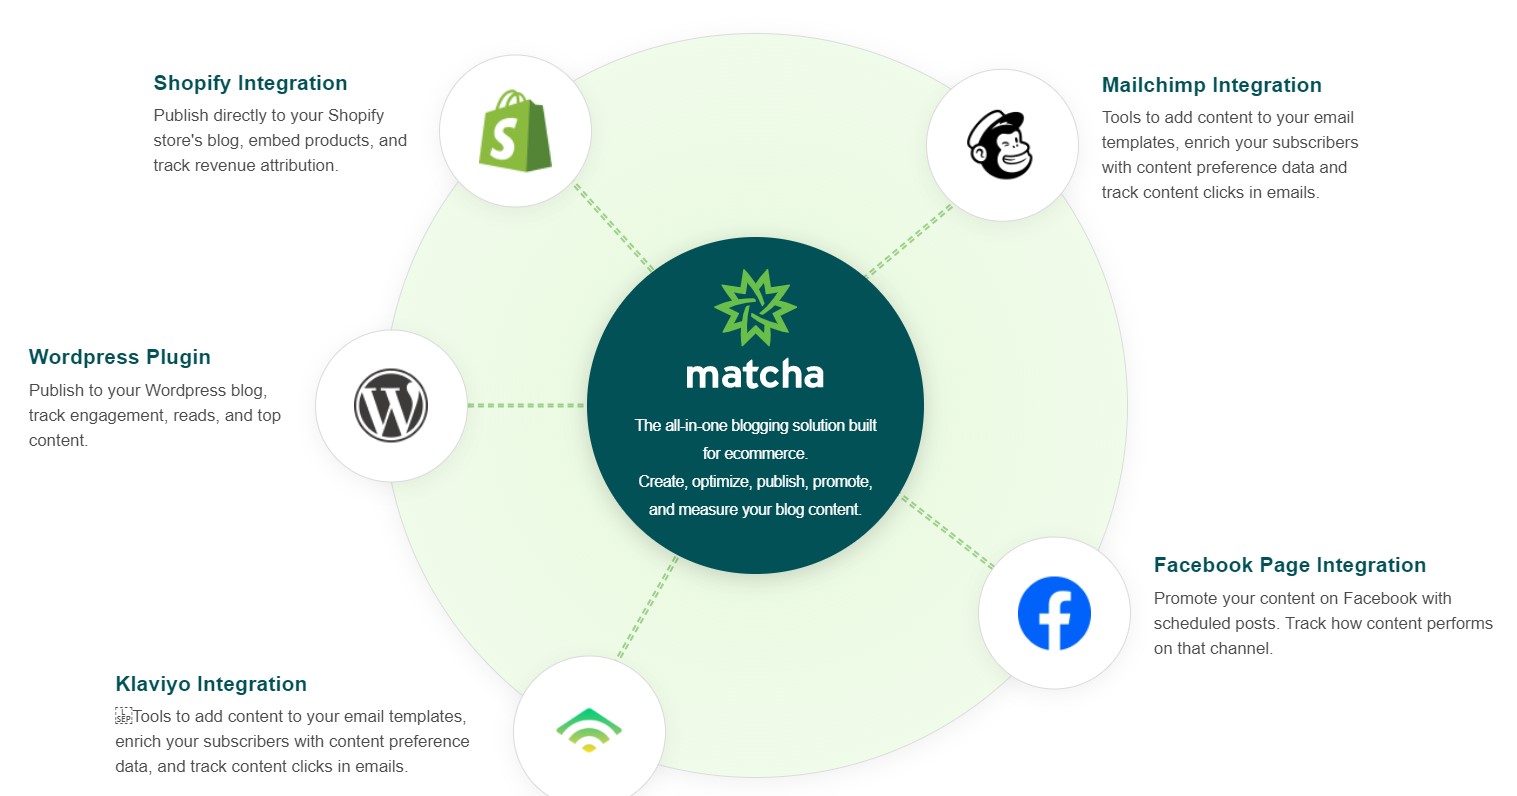 Shopify Integration
Publish directly to your Shopify
store's blog, embed products, and
track revenue attribution.
Mailchimp Integration
Tools to add content to your email
templates, enrich your subscribers
with content preference data and
track content clicks in emails.
matcha
The all-in-one blogging solution built
for ecommerce.
Create, optimize, publish, promote,
and measure your blog content.
Wordpress Plugin
Publish to your Wordpress blog,
track engagement, reads, and top
content.
Facebook Page Integration
Promote your content on Facebook with
scheduled posts. Track how content performs
on that channel.
Klaviyo Integration
SEP Tools to add content to your email templates,
enrich your subscribers with content preference
data, and track content clicks in emails.